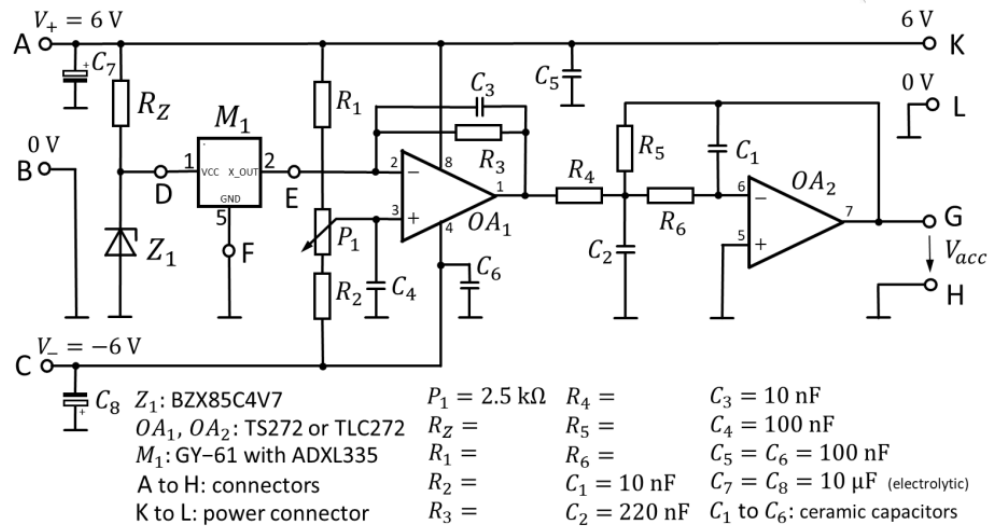 V₊ = 6 V
6 V
A
K
C₇
R_Z
R₁
C₃
C₅
0 V
L
M₁
R₃
R₅
C₁
0 V
B
1
VCC
X_OUT
2
GND
D
E
2
−
8
1
R₄
R₆
6
−
OA₂
7
G
3
+
4
OA₁
5
+
V_acc
5
F
Z₁
P₁
C₂
R₂
C₄
C₆
H
V₋ = −6 V
C
+
C₈
Z₁: BZX85C4V7
OA₁, OA₂: TS272 or TLC272
M₁: GY−61 with ADXL335
A to H: connectors
K to L: power connector
P₁ = 2.5 kΩ
R_Z =
R₁ =
R₂ =
R₃ =
R₄ =
R₅ =
R₆ =
C₁ = 10 nF
C₂ = 220 nF
C₃ = 10 nF
C₄ = 100 nF
C₅ = C₆ = 100 nF
C₇ = C₈ = 10 μF (electrolytic)
C₁ to C₆: ceramic capacitors